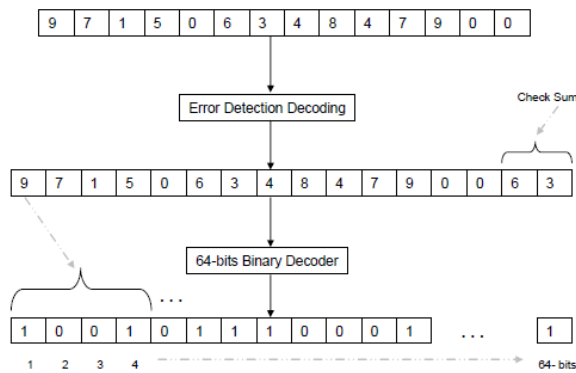 9 7 1 5 0 6 3 4 8 4 7 9 0 0
Error Detection Decoding
Check Sum
9 7 1 5 0 6 3 4 8 4 7 9 0 0 6 3
64-bits Binary Decoder
...
1 0 0 1 0 1 1 1 0 0 0 1 ... 1
1 2 3 4 64- bits